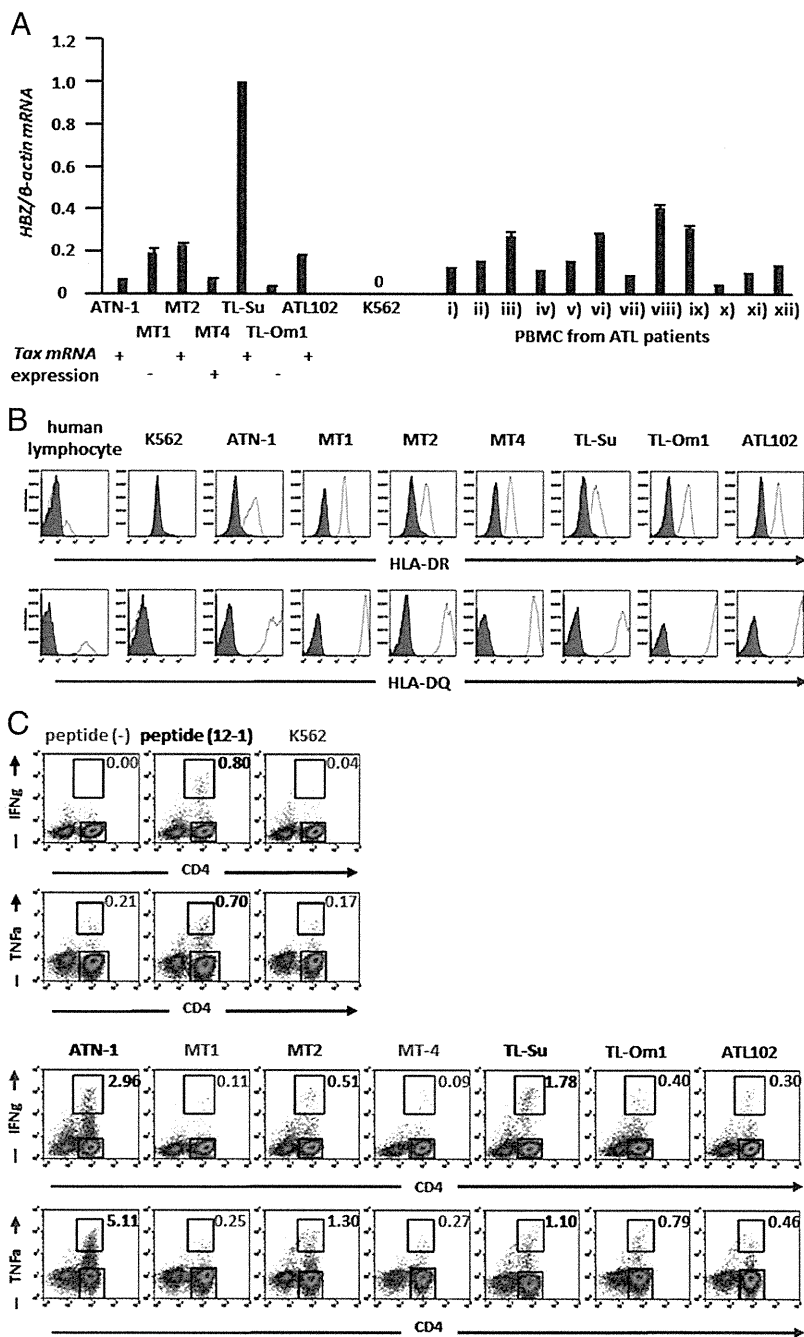 A
HBZ/β-actin mRNA
1.2
1.0
0.8
0.6
0.4
0.2
0
0
ATN-1 MT2 TL-Su ATL102 K562
MT1 MT4 TL-Om1
i) ii) iii) iv) v) vi) vii) viii) ix) x) xi) xii)
PBMC from ATL patients
Tax mRNA + + + +
expression - + -
B
human lymphocyte K562 ATN-1 MT1 MT2 MT4 TL-Su TL-Om1 ATL102
HLA-DR
HLA-DQ
C
peptide (-) peptide (12-1) K562
IFNg
0.00 0.80 0.04
CD4
TNFa
0.21 0.70 0.17
CD4
ATN-1 MT1 MT2 MT-4 TL-Su TL-Om1 ATL102
IFNg
2.96 0.11 0.51 0.09 1.78 0.40 0.30
CD4
TNFa
5.11 0.25 1.30 0.27 1.10 0.79 0.46
CD4